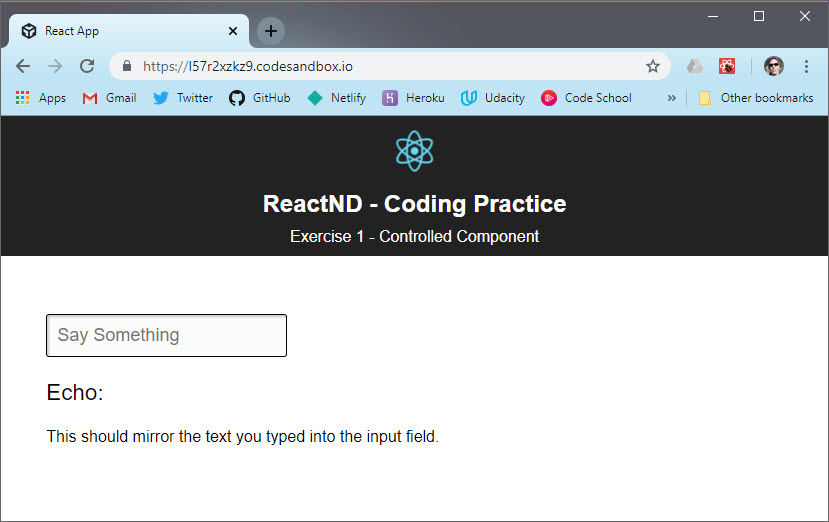 React App
https://l57r2xzkz9.codesandbox.io
Apps Gmail Twitter GitHub Netlify Heroku Udacity Code School » Other bookmarks
ReactND - Coding Practice
Exercise 1 - Controlled Component
Say Something
Echo:
This should mirror the text you typed into the input field.